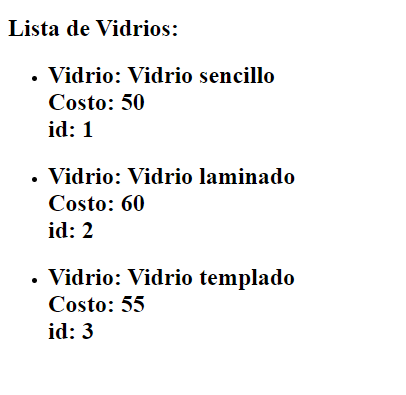 Lista de Vidrios:
Vidrio: Vidrio sencillo
Costo: 50
id: 1
Vidrio: Vidrio laminado
Costo: 60
id: 2
Vidrio: Vidrio templado
Costo: 55
id: 3